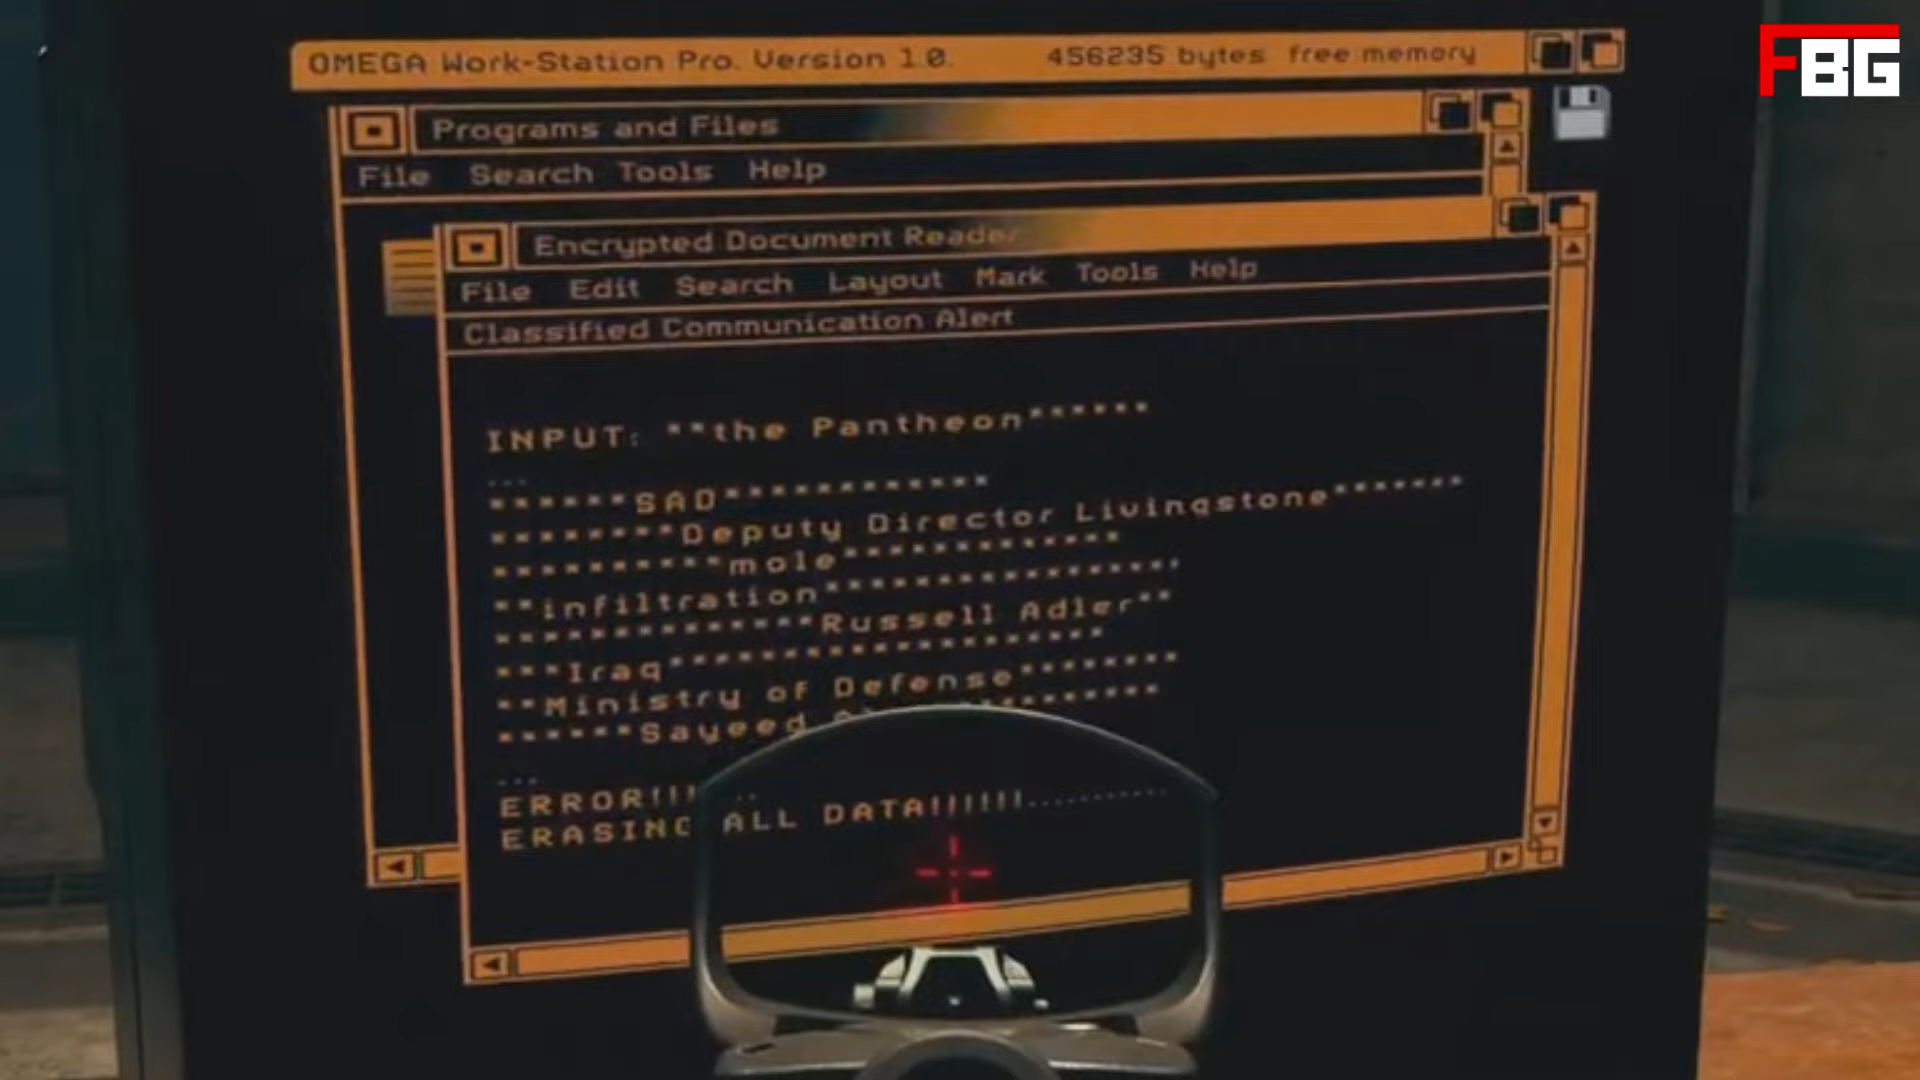 OMEGA Work-Station Pro. Version 1.0. 456235 bytes free memory
FBG
Programs and Files
File Search Tools Help
Encrypted Document Reader
File Edit Search Layout Mark Tools Help
Classified Communication Alert
INPUT: **the Pantheon******
...
******SAD************
********Deputy Director Livingstone*******
**********mole*************
**infiltration*****************
**************Russell Adler**
***Iraq*******************
**Ministry of Defense********
******Sayeed
...
ERROR!!!
ERASING ALL DATA!!!!!!..........